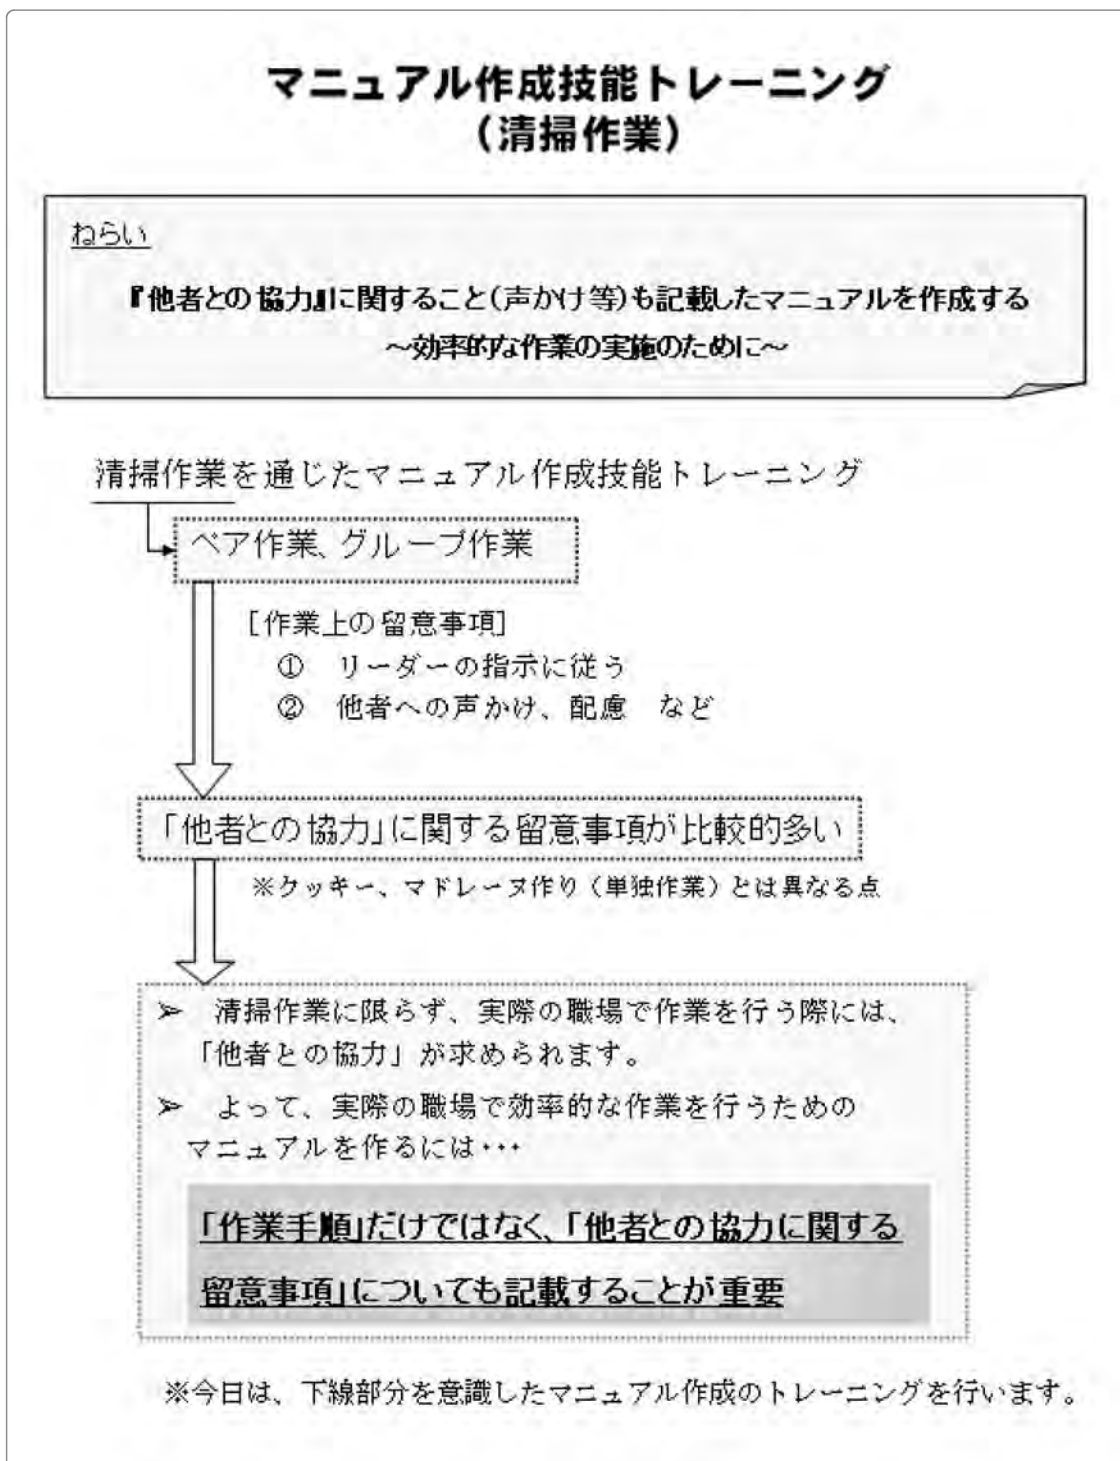 マニュアル作成技能トレーニング
（清掃作業）
ねらい
『他者との協力』に関すること（声かけ等）も記載したマニュアルを作成する
～効率的な作業の実施のために～
清掃作業を通じたマニュアル作成技能トレーニング
ペア作業、グループ作業
［作業上の留意事項］
① リーダーの指示に従う
② 他者への声かけ、配慮　など
「他者との協力」に関する留意事項が比較的多い
※クッキー、マドレーヌ作り（単独作業）とは異なる点
➢ 清掃作業に限らず、実際の職場で作業を行う際には、
「他者との協力」が求められます。
➢ よって、実際の職場で効率的な作業を行うための
マニュアルを作るには・・・
「作業手順」だけではなく、「他者との協力に関する
留意事項」についても記載することが重要
※今日は、下線部分を意識したマニュアル作成のトレーニングを行います。